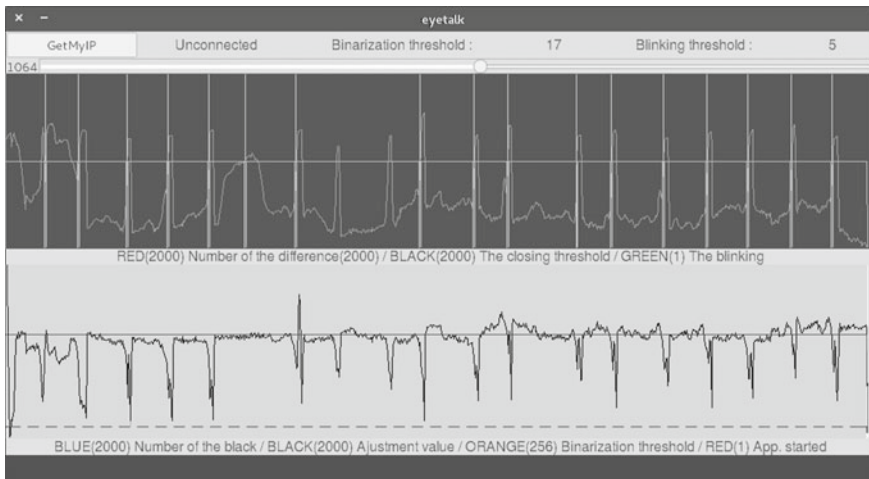 × – eyetalk
GetMyIP Unconnected Binarization threshold : 17 Blinking threshold : 5
1064
RED(2000) Number of the difference(2000) / BLACK(2000) The closing threshold / GREEN(1) The blinking
BLUE(2000) Number of the black / BLACK(2000) Ajustment value / ORANGE(256) Binarization threshold / RED(1) App. started